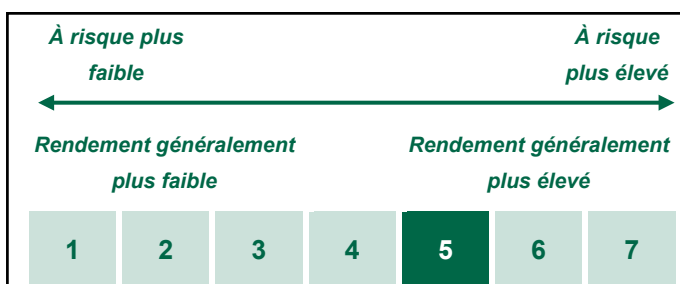 À risque plus
faible
À risque
plus élevé
Rendement généralement
plus faible
Rendement généralement
plus élevé
1 2 3 4 5 6 7